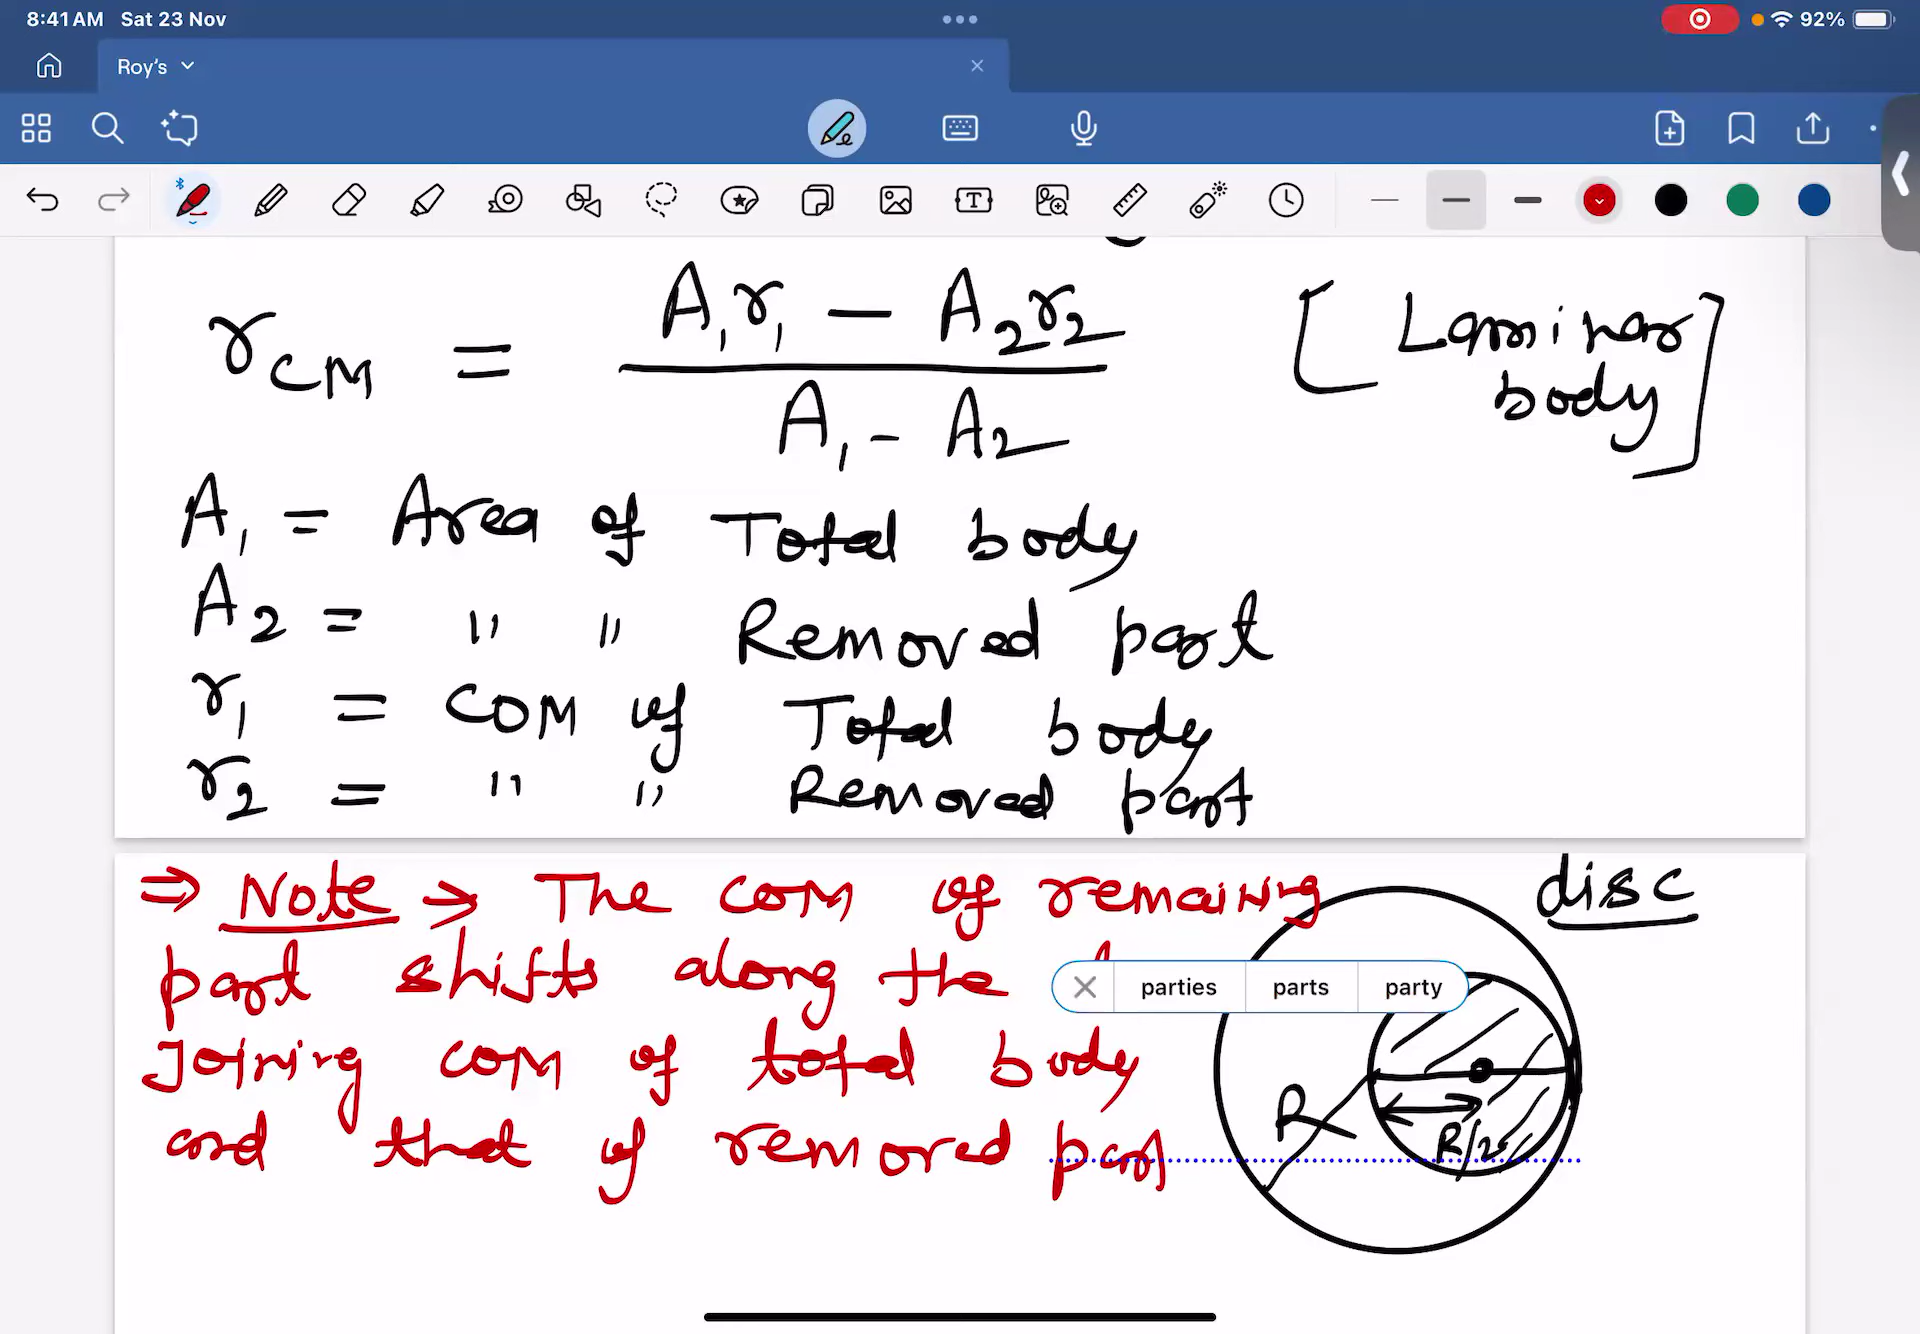 8:41 AM Sat 23 Nov
92%
Roy's
r_CM = (A₁r₁ – A₂r₂) / (A₁ – A₂) [Laminar body]
A₁ = Area of Total body
A₂ = " " Removed part
r₁ = COM of Total body
r₂ = " " Removed part
⇒ Note → The COM of remaining
disc
part shifts along the
parties parts party
Joining COM of total body
R
and that of removed part
R/2